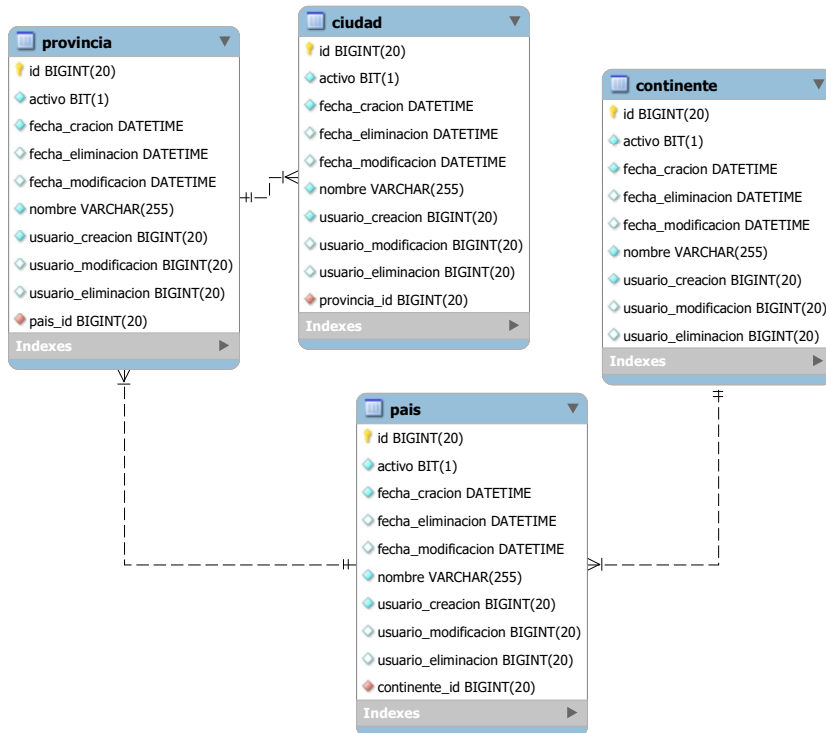 provincia
id BIGINT(20)
activo BIT(1)
fecha_cracion DATETIME
fecha_eliminacion DATETIME
fecha_modificacion DATETIME
nombre VARCHAR(255)
usuario_creacion BIGINT(20)
usuario_modificacion BIGINT(20)
usuario_eliminacion BIGINT(20)
pais_id BIGINT(20)
Indexes
ciudad
id BIGINT(20)
activo BIT(1)
fecha_cracion DATETIME
fecha_eliminacion DATETIME
fecha_modificacion DATETIME
nombre VARCHAR(255)
usuario_creacion BIGINT(20)
usuario_modificacion BIGINT(20)
usuario_eliminacion BIGINT(20)
provincia_id BIGINT(20)
Indexes
continente
id BIGINT(20)
activo BIT(1)
fecha_cracion DATETIME
fecha_eliminacion DATETIME
fecha_modificacion DATETIME
nombre VARCHAR(255)
usuario_creacion BIGINT(20)
usuario_modificacion BIGINT(20)
usuario_eliminacion BIGINT(20)
Indexes
pais
id BIGINT(20)
activo BIT(1)
fecha_cracion DATETIME
fecha_eliminacion DATETIME
fecha_modificacion DATETIME
nombre VARCHAR(255)
usuario_creacion BIGINT(20)
usuario_modificacion BIGINT(20)
usuario_eliminacion BIGINT(20)
continente_id BIGINT(20)
Indexes